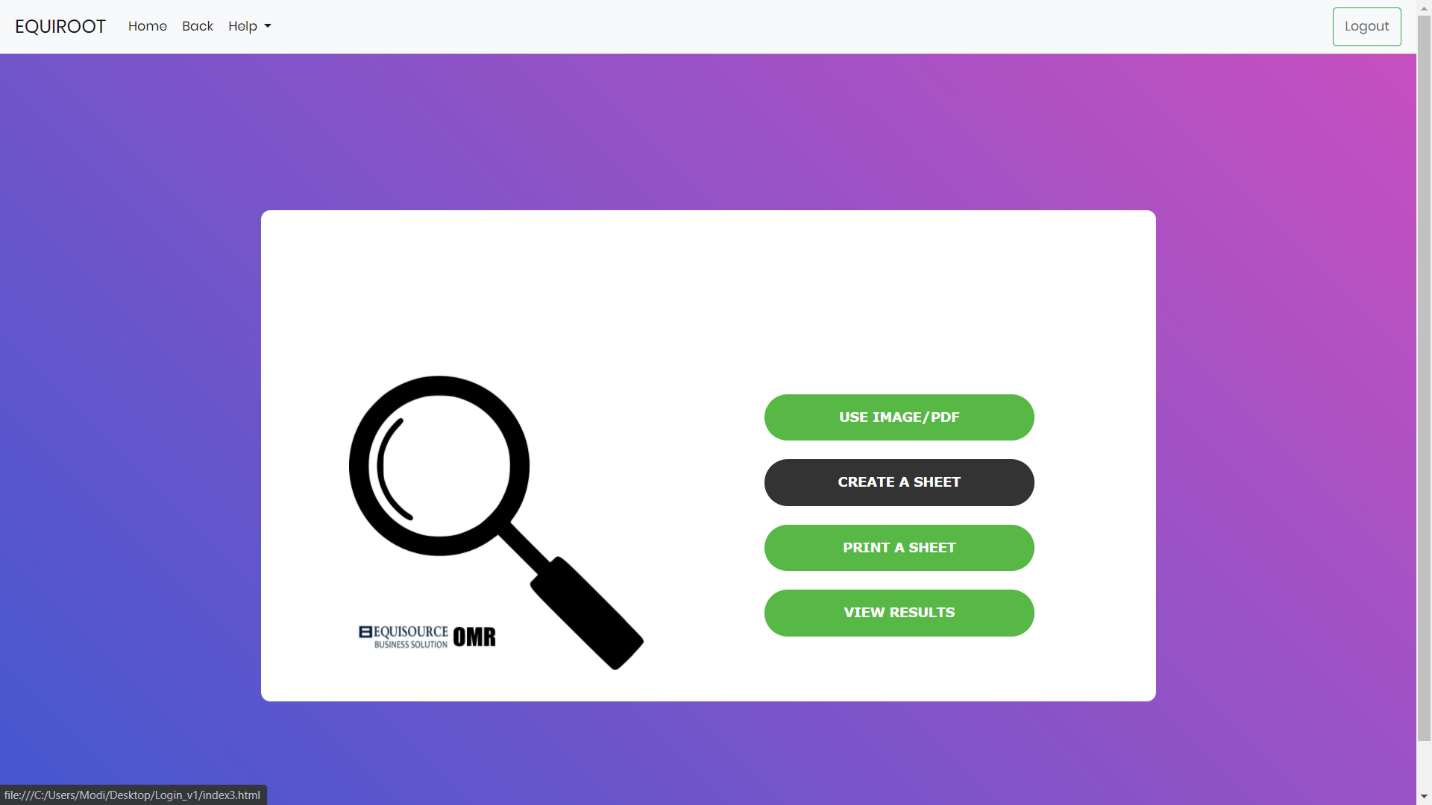 EQUIROOT Home Back Help Logout
USE IMAGE/PDF
CREATE A SHEET
PRINT A SHEET
VIEW RESULTS
EQUISOURCE OMR
BUSINESS SOLUTION
file:///C:/Users/Modi/Desktop/Login_v1/index3.html